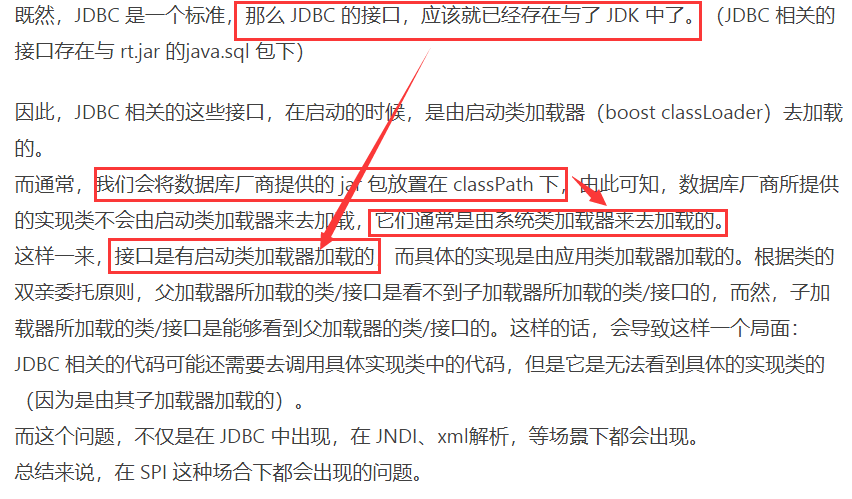 既然，JDBC 是一个标准，那么 JDBC 的接口，应该就已经存在与了 JDK 中了。（JDBC 相关的
接口存在与 rt.jar 的java.sql 包下）
因此，JDBC 相关的这些接口，在启动的时候，是由启动类加载器（boost classLoader）去加载
的。
而通常，我们会将数据库厂商提供的 jar 包放置在 classPath 下，由此可知，数据库厂商所提供
的实现类不会由启动类加载器来去加载，它们通常是由系统类加载器来去加载的。
这样一来，接口是有启动类加载器加载的， 而具体的实现是由应用类加载器加载的。根据类的
双亲委托原则，父加载器所加载的类/接口是看不到子加载器所加载的类/接口的，而然，子加
载器所加载的类/接口是能够看到父加载器的类/接口的。这样的话，会导致这样一个局面：
JDBC 相关的代码可能还需要去调用具体实现类中的代码，但是它是无法看到具体的实现类的
（因为是由其子加载器加载的）。
而这个问题，不仅是在 JDBC 中出现，在 JNDI、xml解析，等场景下都会出现。
总结来说，在 SPI 这种场合下都会出现的问题。